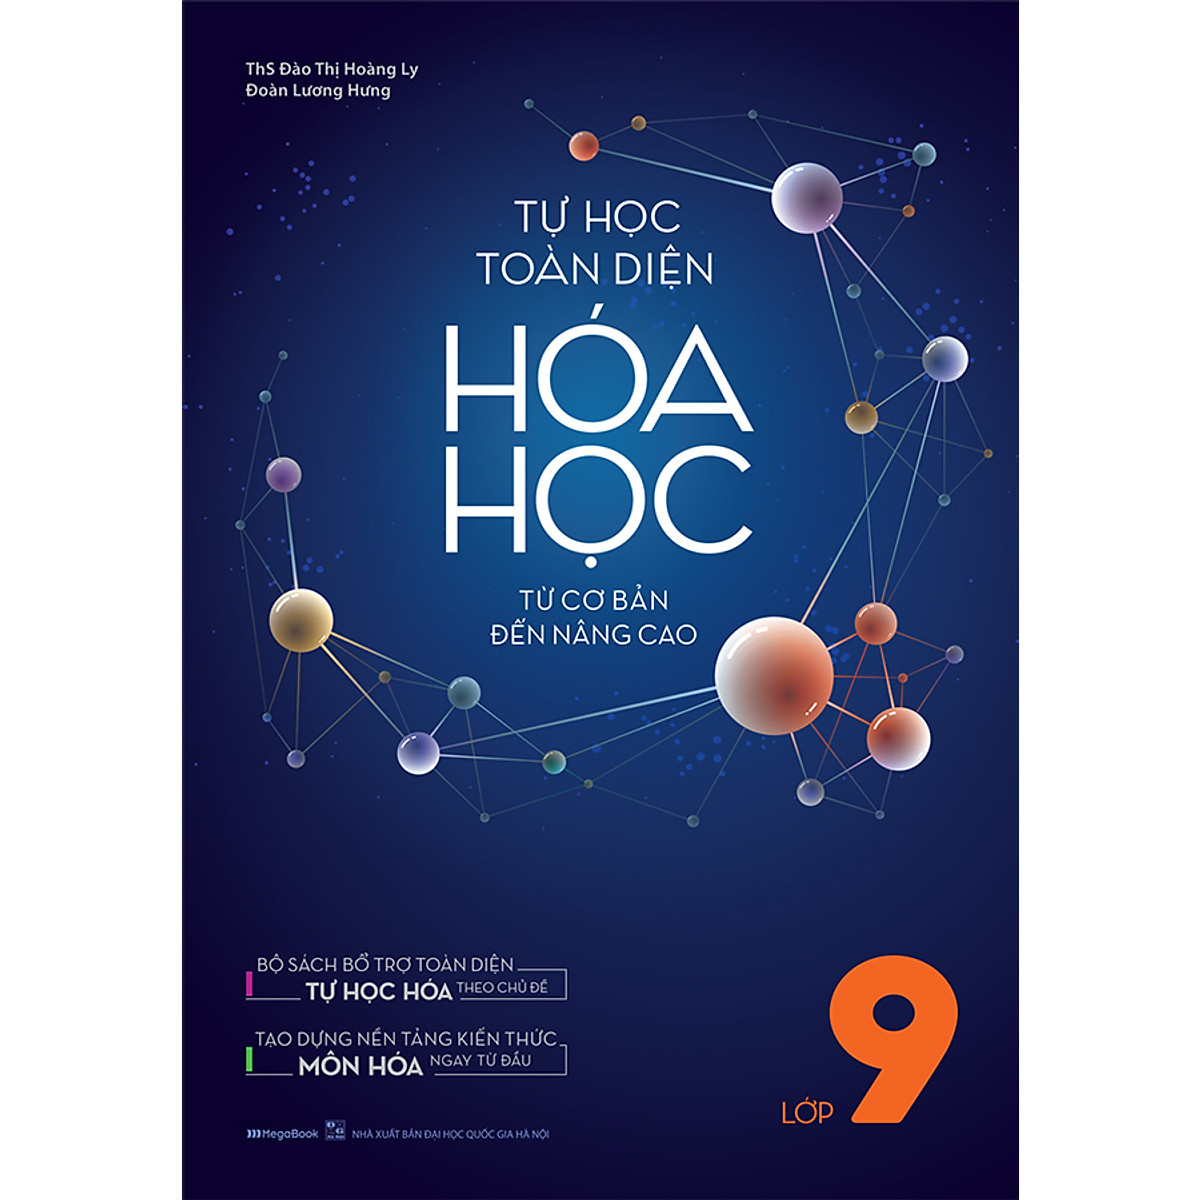 ThS Đào Thị Hoàng Ly
Đoàn Lương Hưng
TỰ HỌC
TOÀN DIỆN
HÓA
HỌC
TỪ CƠ BẢN
ĐẾN NÂNG CAO
BỘ SÁCH BỔ TRỢ TOÀN DIỆN
TỰ HỌC HÓA THEO CHỦ ĐỀ
TẠO DỰNG NỀN TẢNG KIẾN THỨC
MÔN HÓA NGAY TỪ ĐẦU
LỚP 9
MegaBook NHÀ XUẤT BẢN ĐẠI HỌC QUỐC GIA HÀ NỘI